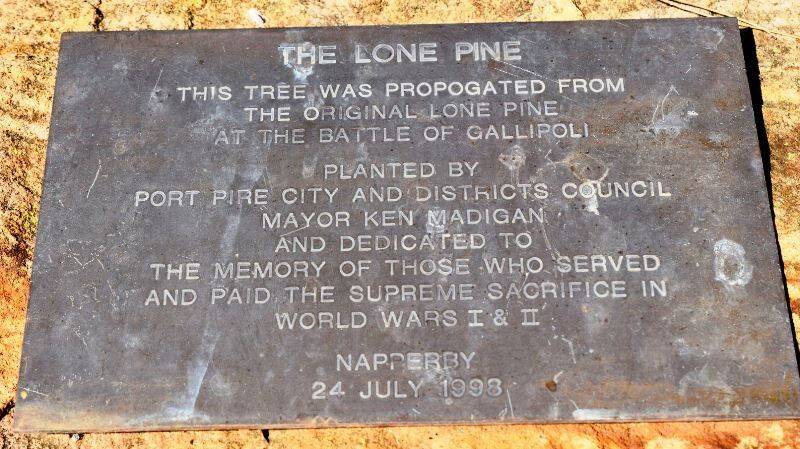 THE LONE PINE
THIS TREE WAS PROPOGATED FROM
THE ORIGINAL LONE PINE
AT THE BATTLE OF GALLIPOLI
PLANTED BY
PORT PIRE CITY AND DISTRICTS COUNCIL
MAYOR KEN MADIGAN
AND DEDICATED TO
THE MEMORY OF THOSE WHO SERVED
AND PAID THE SUPREME SACRIFICE IN
WORLD WARS I & II
NAPPERBY
24 JULY 1998